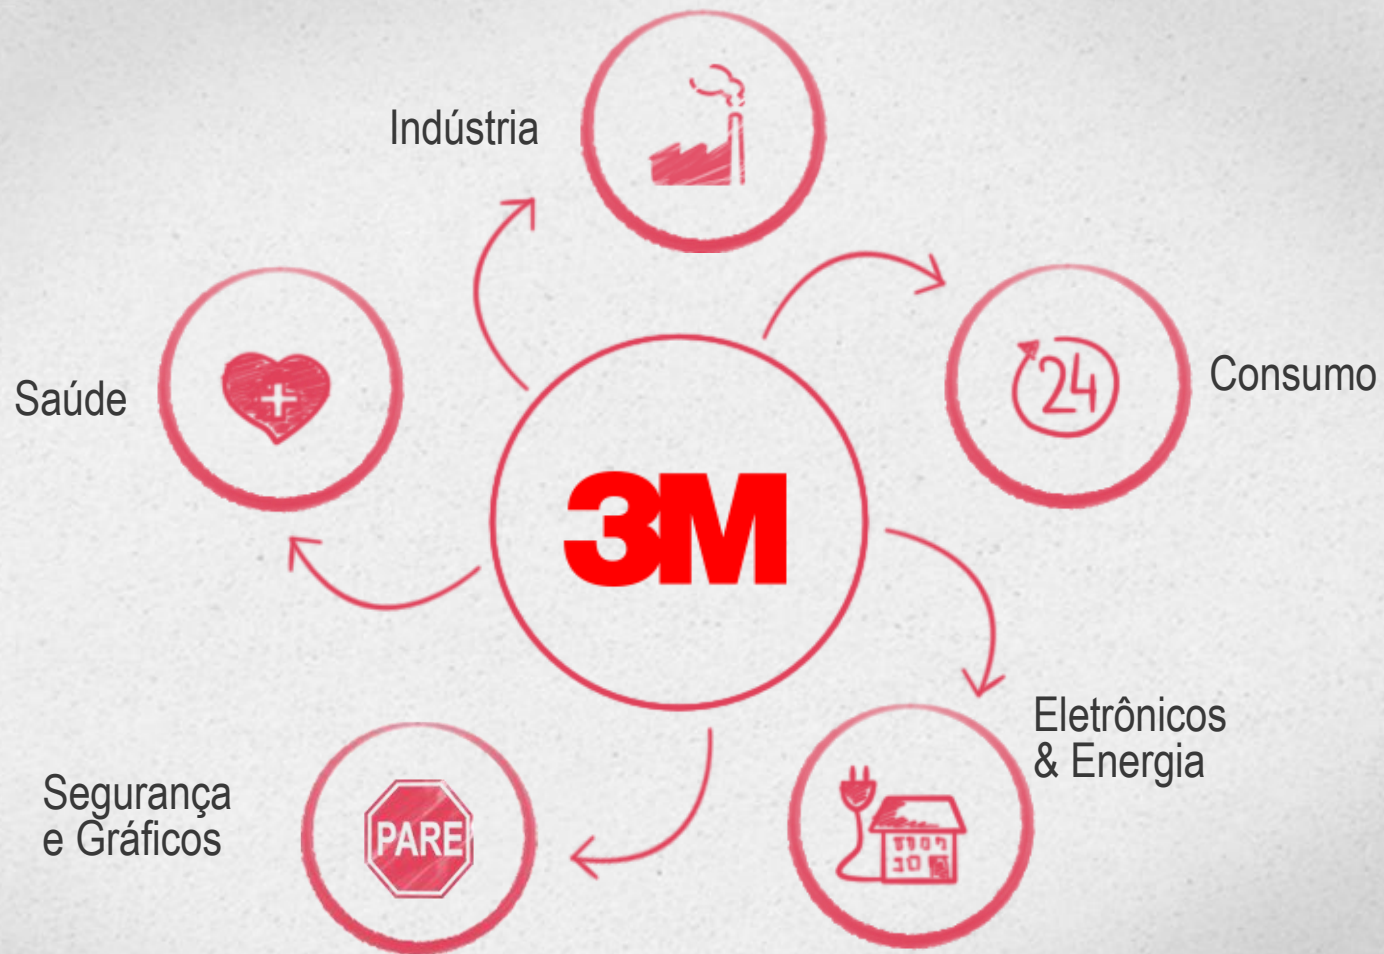 Indústria
Consumo
24
Saúde
3M
Eletrônicos
& Energia
Segurança
e Gráficos
PARE